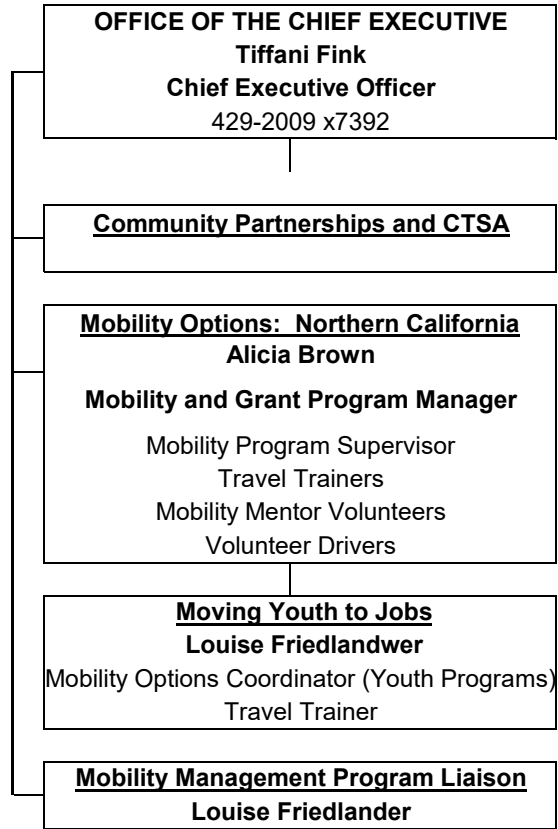 OFFICE OF THE CHIEF EXECUTIVE
Tiffani Fink
Chief Executive Officer
429-2009 x7392
Community Partnerships and CTSA
Mobility Options: Northern California
Alicia Brown
Mobility and Grant Program Manager
Mobility Program Supervisor
Travel Trainers
Mobility Mentor Volunteers
Volunteer Drivers
Moving Youth to Jobs
Louise Friedlandwer
Mobility Options Coordinator (Youth Programs)
Travel Trainer
Mobility Management Program Liaison
Louise Friedlander